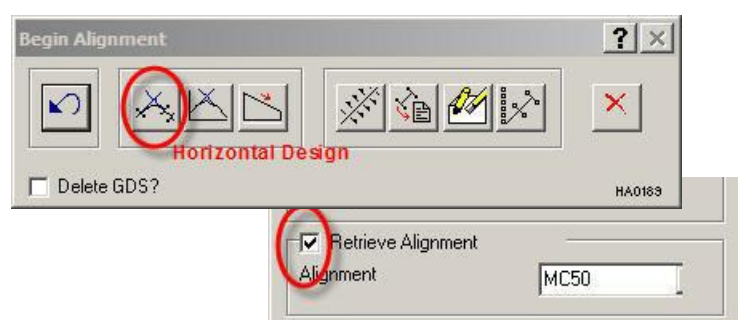 Begin Alignment
?
Horizontal Design
Delete GDS?
HA0189
Retrieve Alignment
Alignment
MC50